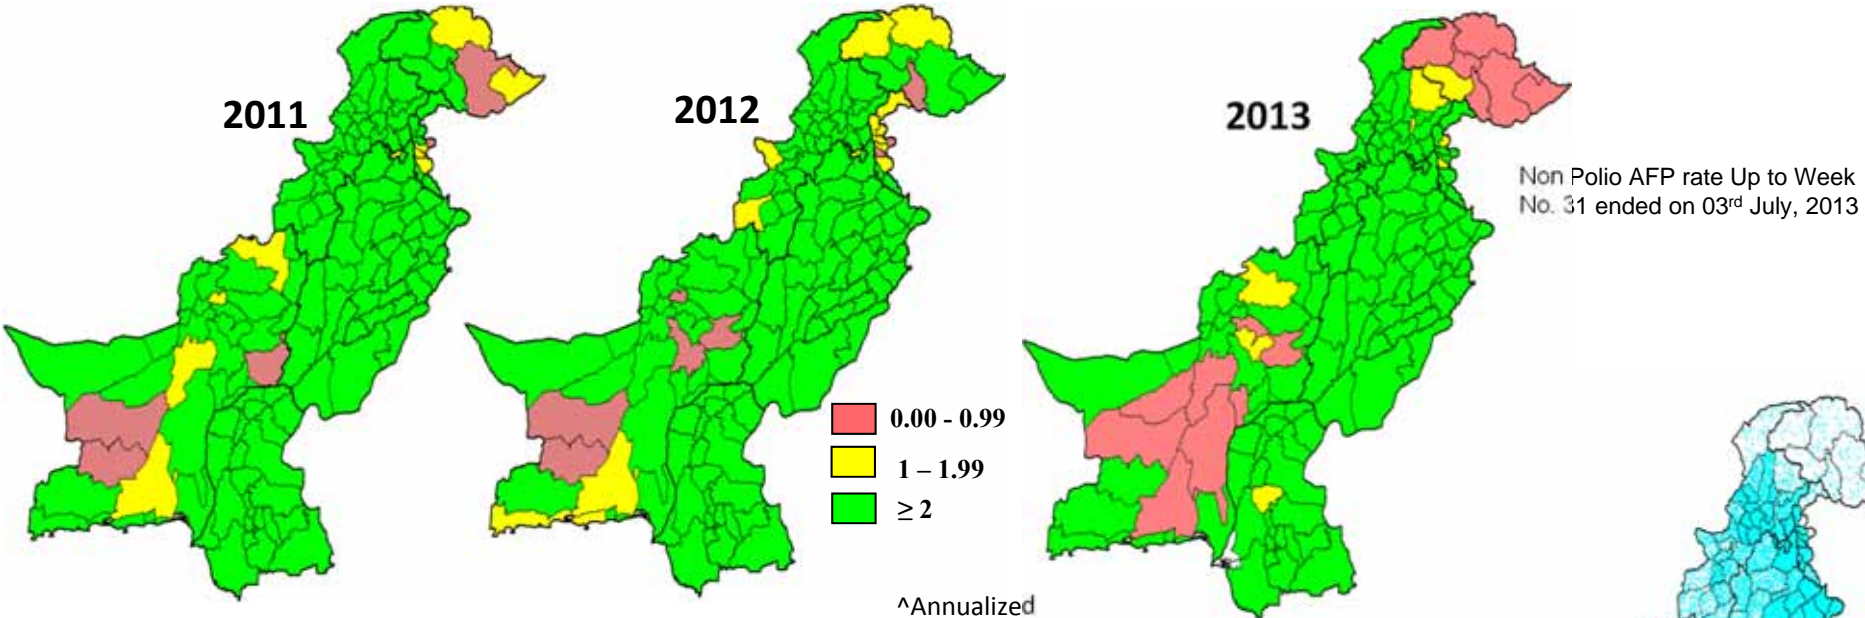 2011
2012
2013
Non Polio AFP rate Up to Week
No. 31 ended on 03rd July, 2013
0.00 - 0.99
1 – 1.99
≥ 2
^Annualized